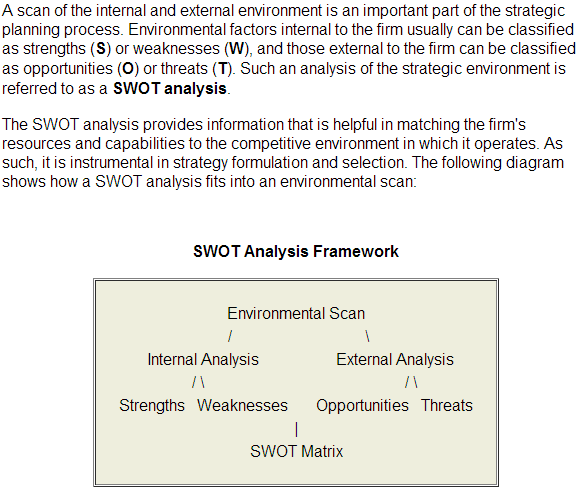 A scan of the internal and external environment is an important part of the strategic
planning process. Environmental factors internal to the firm usually can be classified
as strengths (S) or weaknesses (W), and those external to the firm can be classified
as opportunities (O) or threats (T). Such an analysis of the strategic environment is
referred to as a SWOT analysis.
The SWOT analysis provides information that is helpful in matching the firm's
resources and capabilities to the competitive environment in which it operates. As
such, it is instrumental in strategy formulation and selection. The following diagram
shows how a SWOT analysis fits into an environmental scan:
SWOT Analysis Framework
Environmental Scan
/ \
Internal Analysis External Analysis
/ \ / \
Strengths Weaknesses Opportunities Threats
|
SWOT Matrix